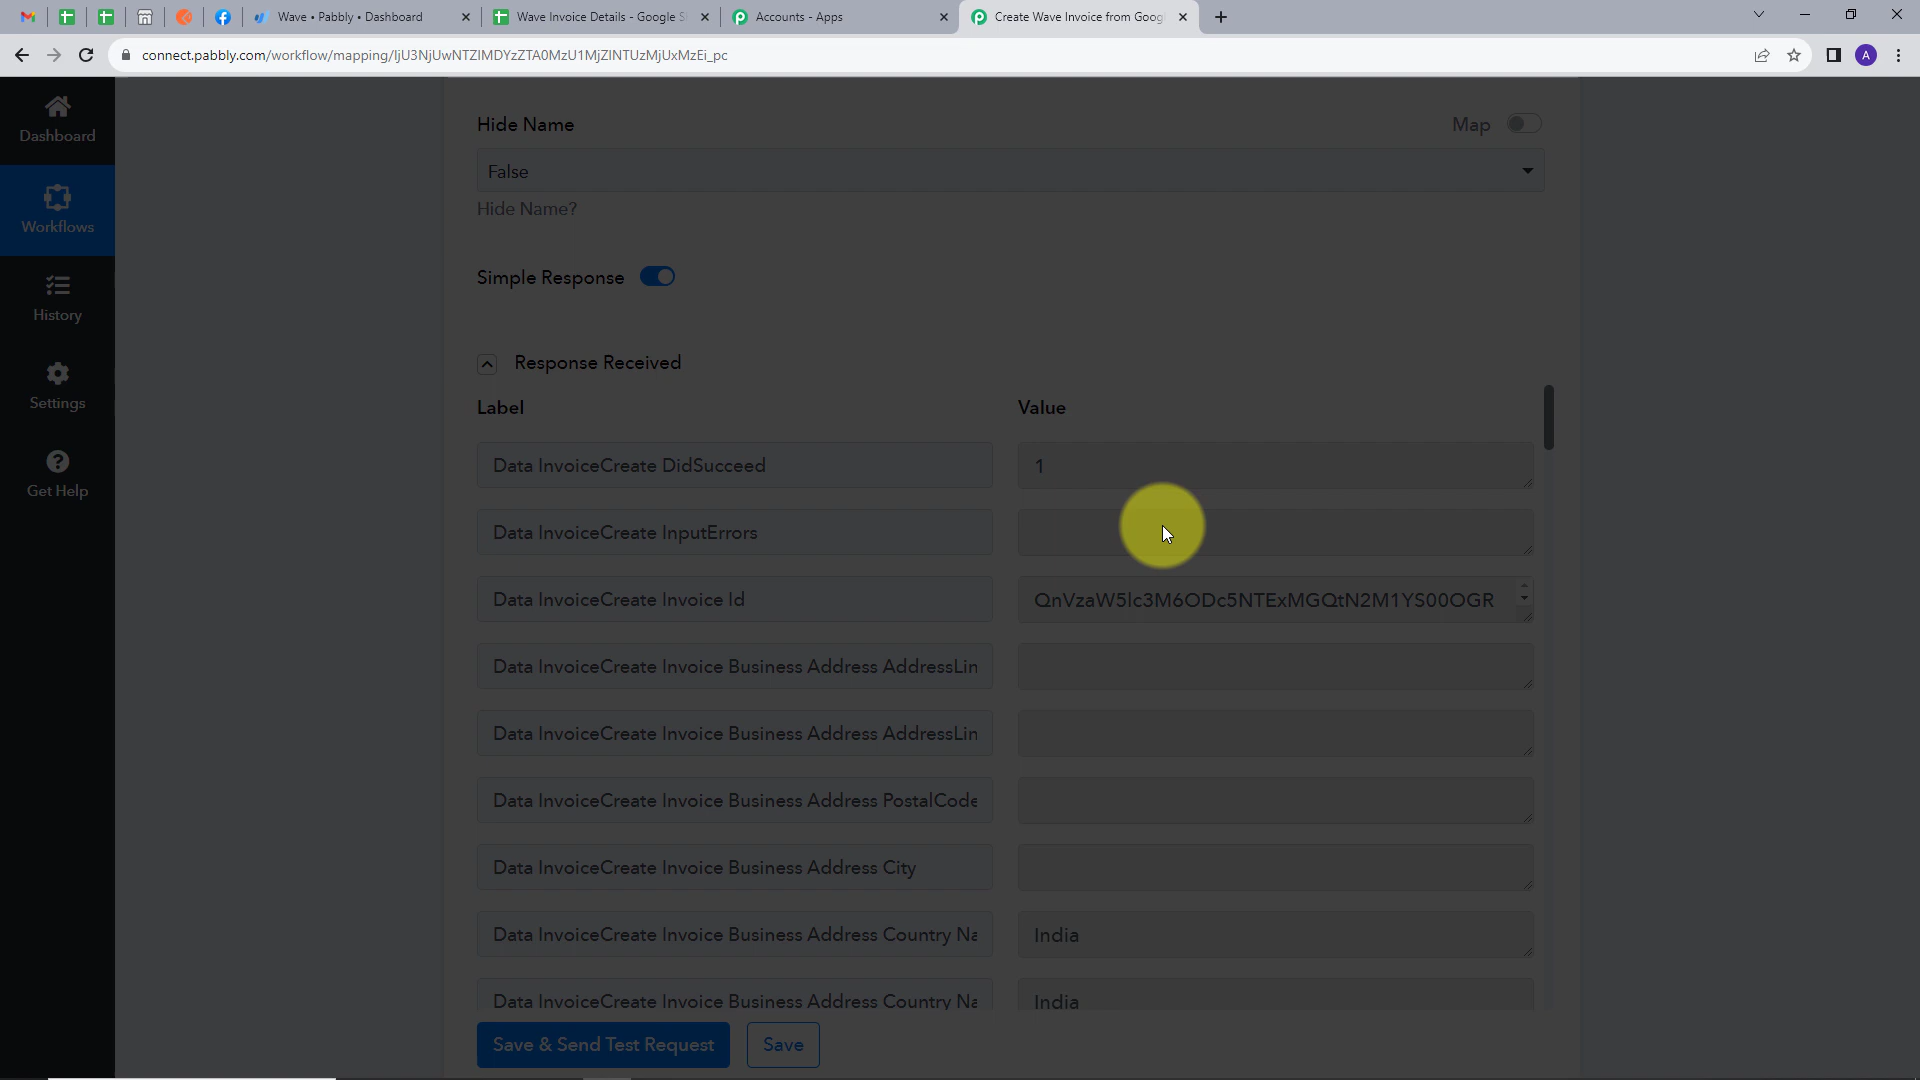 Wave • Pabbly • Dashboard
Wave Invoice Details - Google S
Accounts - Apps
Create Wave Invoice from Goog
connect.pabbly.com/workflow/mapping/IjU3NjUwNTZIMDYzZTA0MzU1MjZlNTUzMjUxMzEi_pc
A
Dashboard
Workflows
History
Settings
Get Help
Hide Name
Map
False
Hide Name?
Simple Response
Response Received
Label
Value
Data InvoiceCreate DidSucceed
1
Data InvoiceCreate InputErrors
Data InvoiceCreate Invoice Id
QnVzaW5lc3M6ODc5NTExMGQtN2M1YS00OGR
Data InvoiceCreate Invoice Business Address AddressLin
Data InvoiceCreate Invoice Business Address AddressLin
Data InvoiceCreate Invoice Business Address PostalCode
Data InvoiceCreate Invoice Business Address City
Data InvoiceCreate Invoice Business Address Country Na
India
Data InvoiceCreate Invoice Business Address Country Na
India
Save & Send Test Request
Save